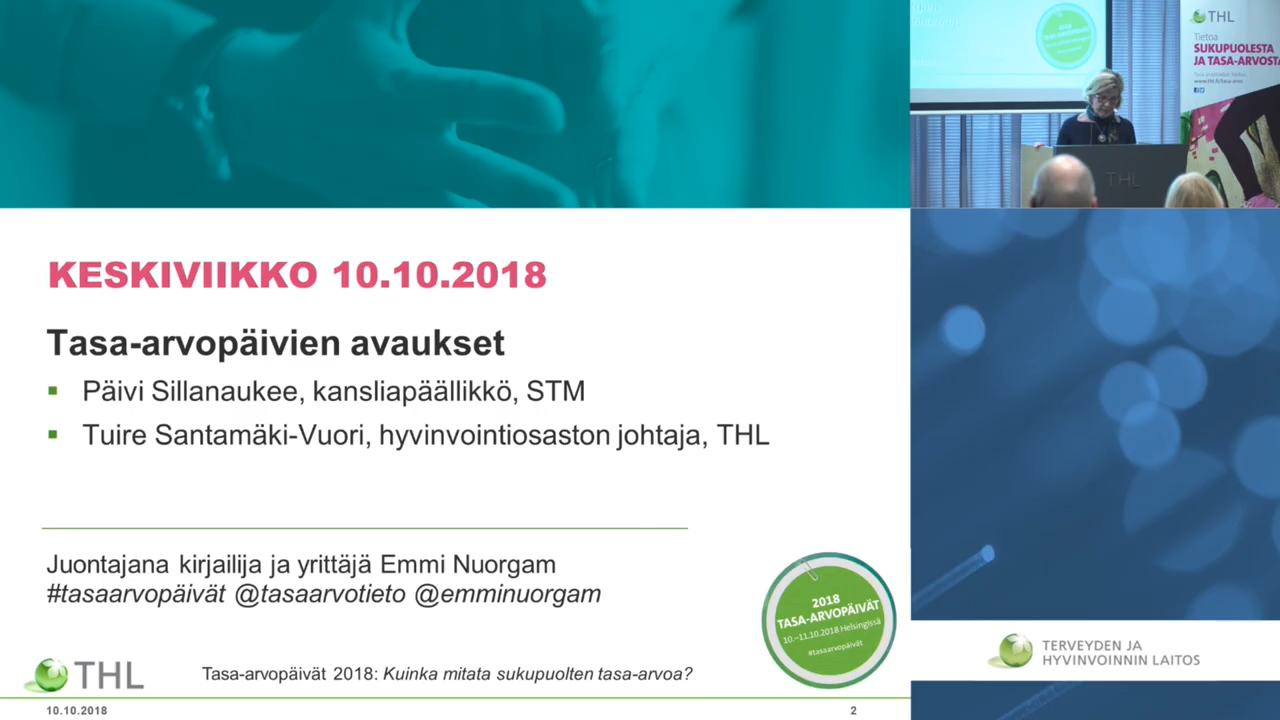 KESKIVIIKKO 10.10.2018
Tasa-arvopäivien avaukset
Päivi Sillanaukee, kansliapäällikkö, STM
Tuire Santamäki-Vuori, hyvinvointiosaston johtaja, THL
Juontajana kirjailija ja yrittäjä Emmi Nuorgam
#tasaarvopäivät @tasaarvotieto @emminuorgam
2018
TASA-ARVOPÄIVÄT
10.–11.10.2018 Helsingissä
#tasaarvopäivät
THL
Tasa-arvopäivät 2018: Kuinka mitata sukupuolten tasa-arvoa?
10.10.2018
2
THL
Tietoa
SUKUPUOLESTA
JA TASA-ARVOSTA
THL
TERVEYDEN JA
HYVINVOINNIN LAITOS